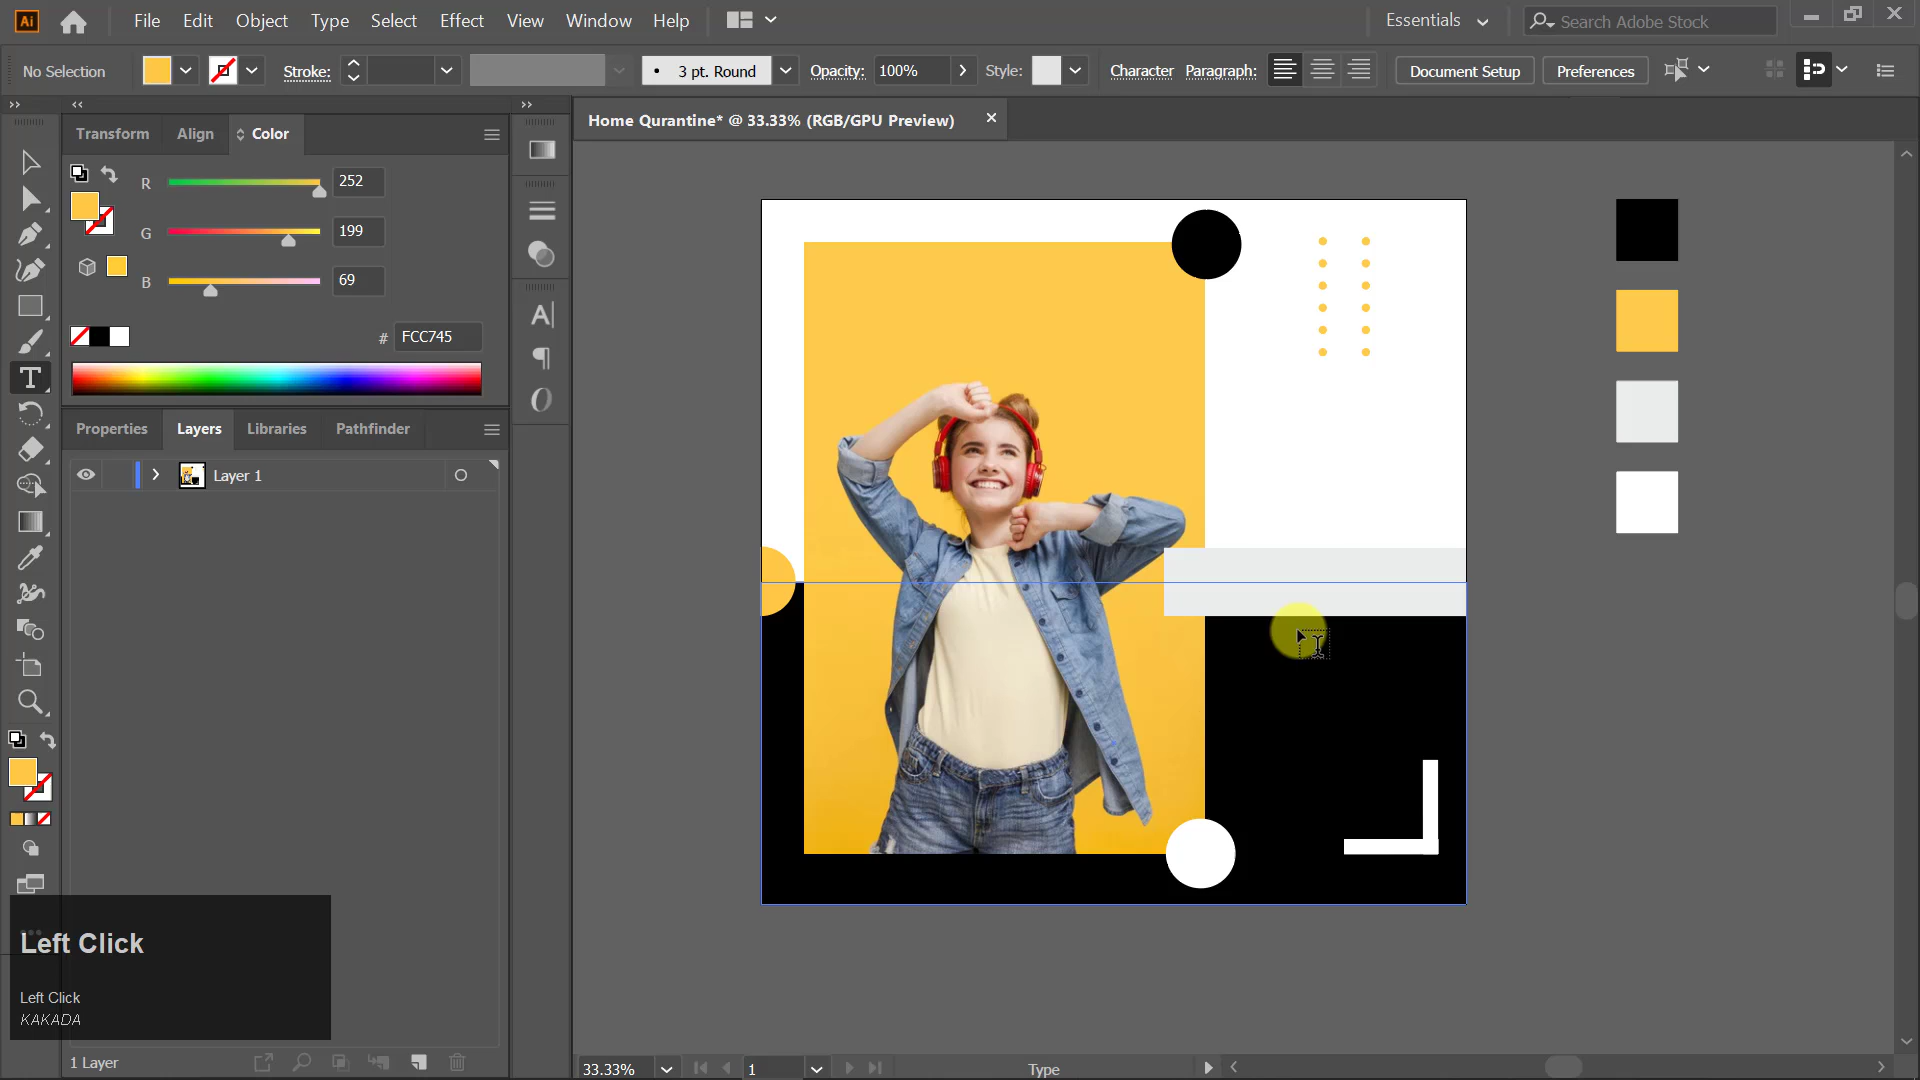 Ai File Edit Object Type Select Effect View Window Help Essentials Search Adobe Stock
No Selection Stroke: 3 pt. Round Opacity: 100% Style: Character Paragraph: Document Setup Preferences
Transform Align Color
Home Qurantine* @ 33.33% (RGB/GPU Preview)
R 252
G 199
B 69
# FCC745
Properties Layers Libraries Pathfinder
Layer 1
Left Click
Left Click
KAKADA
1 Layer
33.33% 1 Type